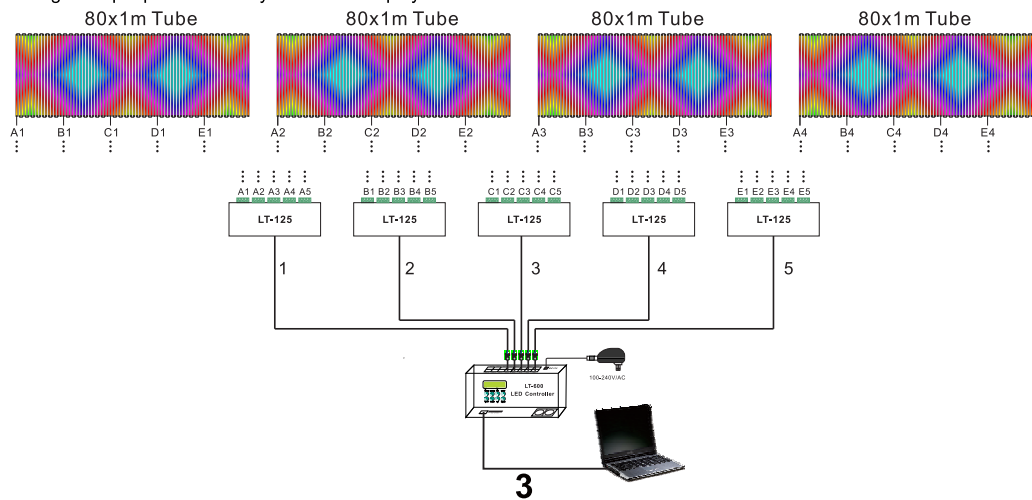 80x1m Tube 80x1m Tube 80x1m Tube 80x1m Tube
A1 B1 C1 D1 E1 A2 B2 C2 D2 E2 A3 B3 C3 D3 E3 A4 B4 C4 D4 E4
A1 A2 A3 A4 A5 B1 B2 B3 B4 B5 C1 C2 C3 C4 C5 D1 D2 D3 D4 D5 E1 E2 E3 E4 E5
LT-125 LT-125 LT-125 LT-125 LT-125
1 2 3 4 5
100-240V/AC
LT-600
LED Controller
3